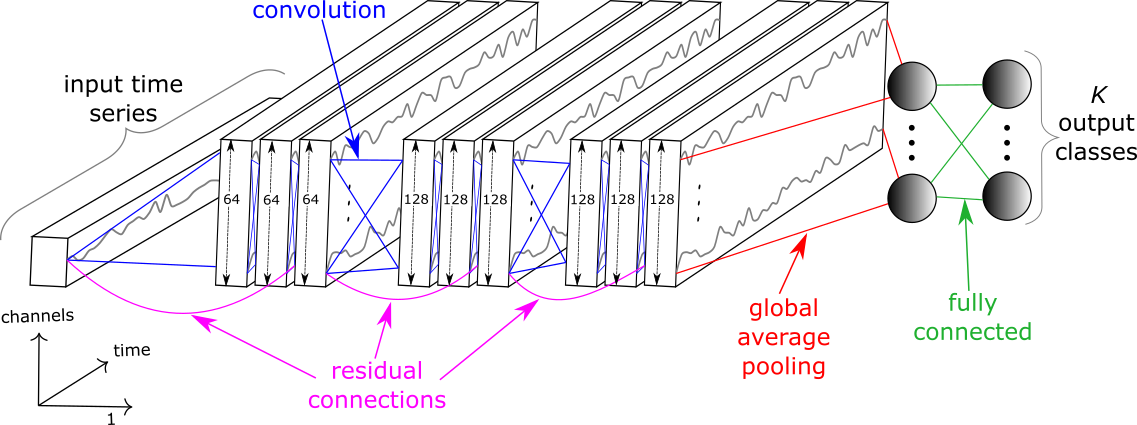 convolution
input time
series
64
64
64
128
128
128
128
128
128
K
output
classes
channels
time
1
residual
connections
global
average
pooling
fully
connected